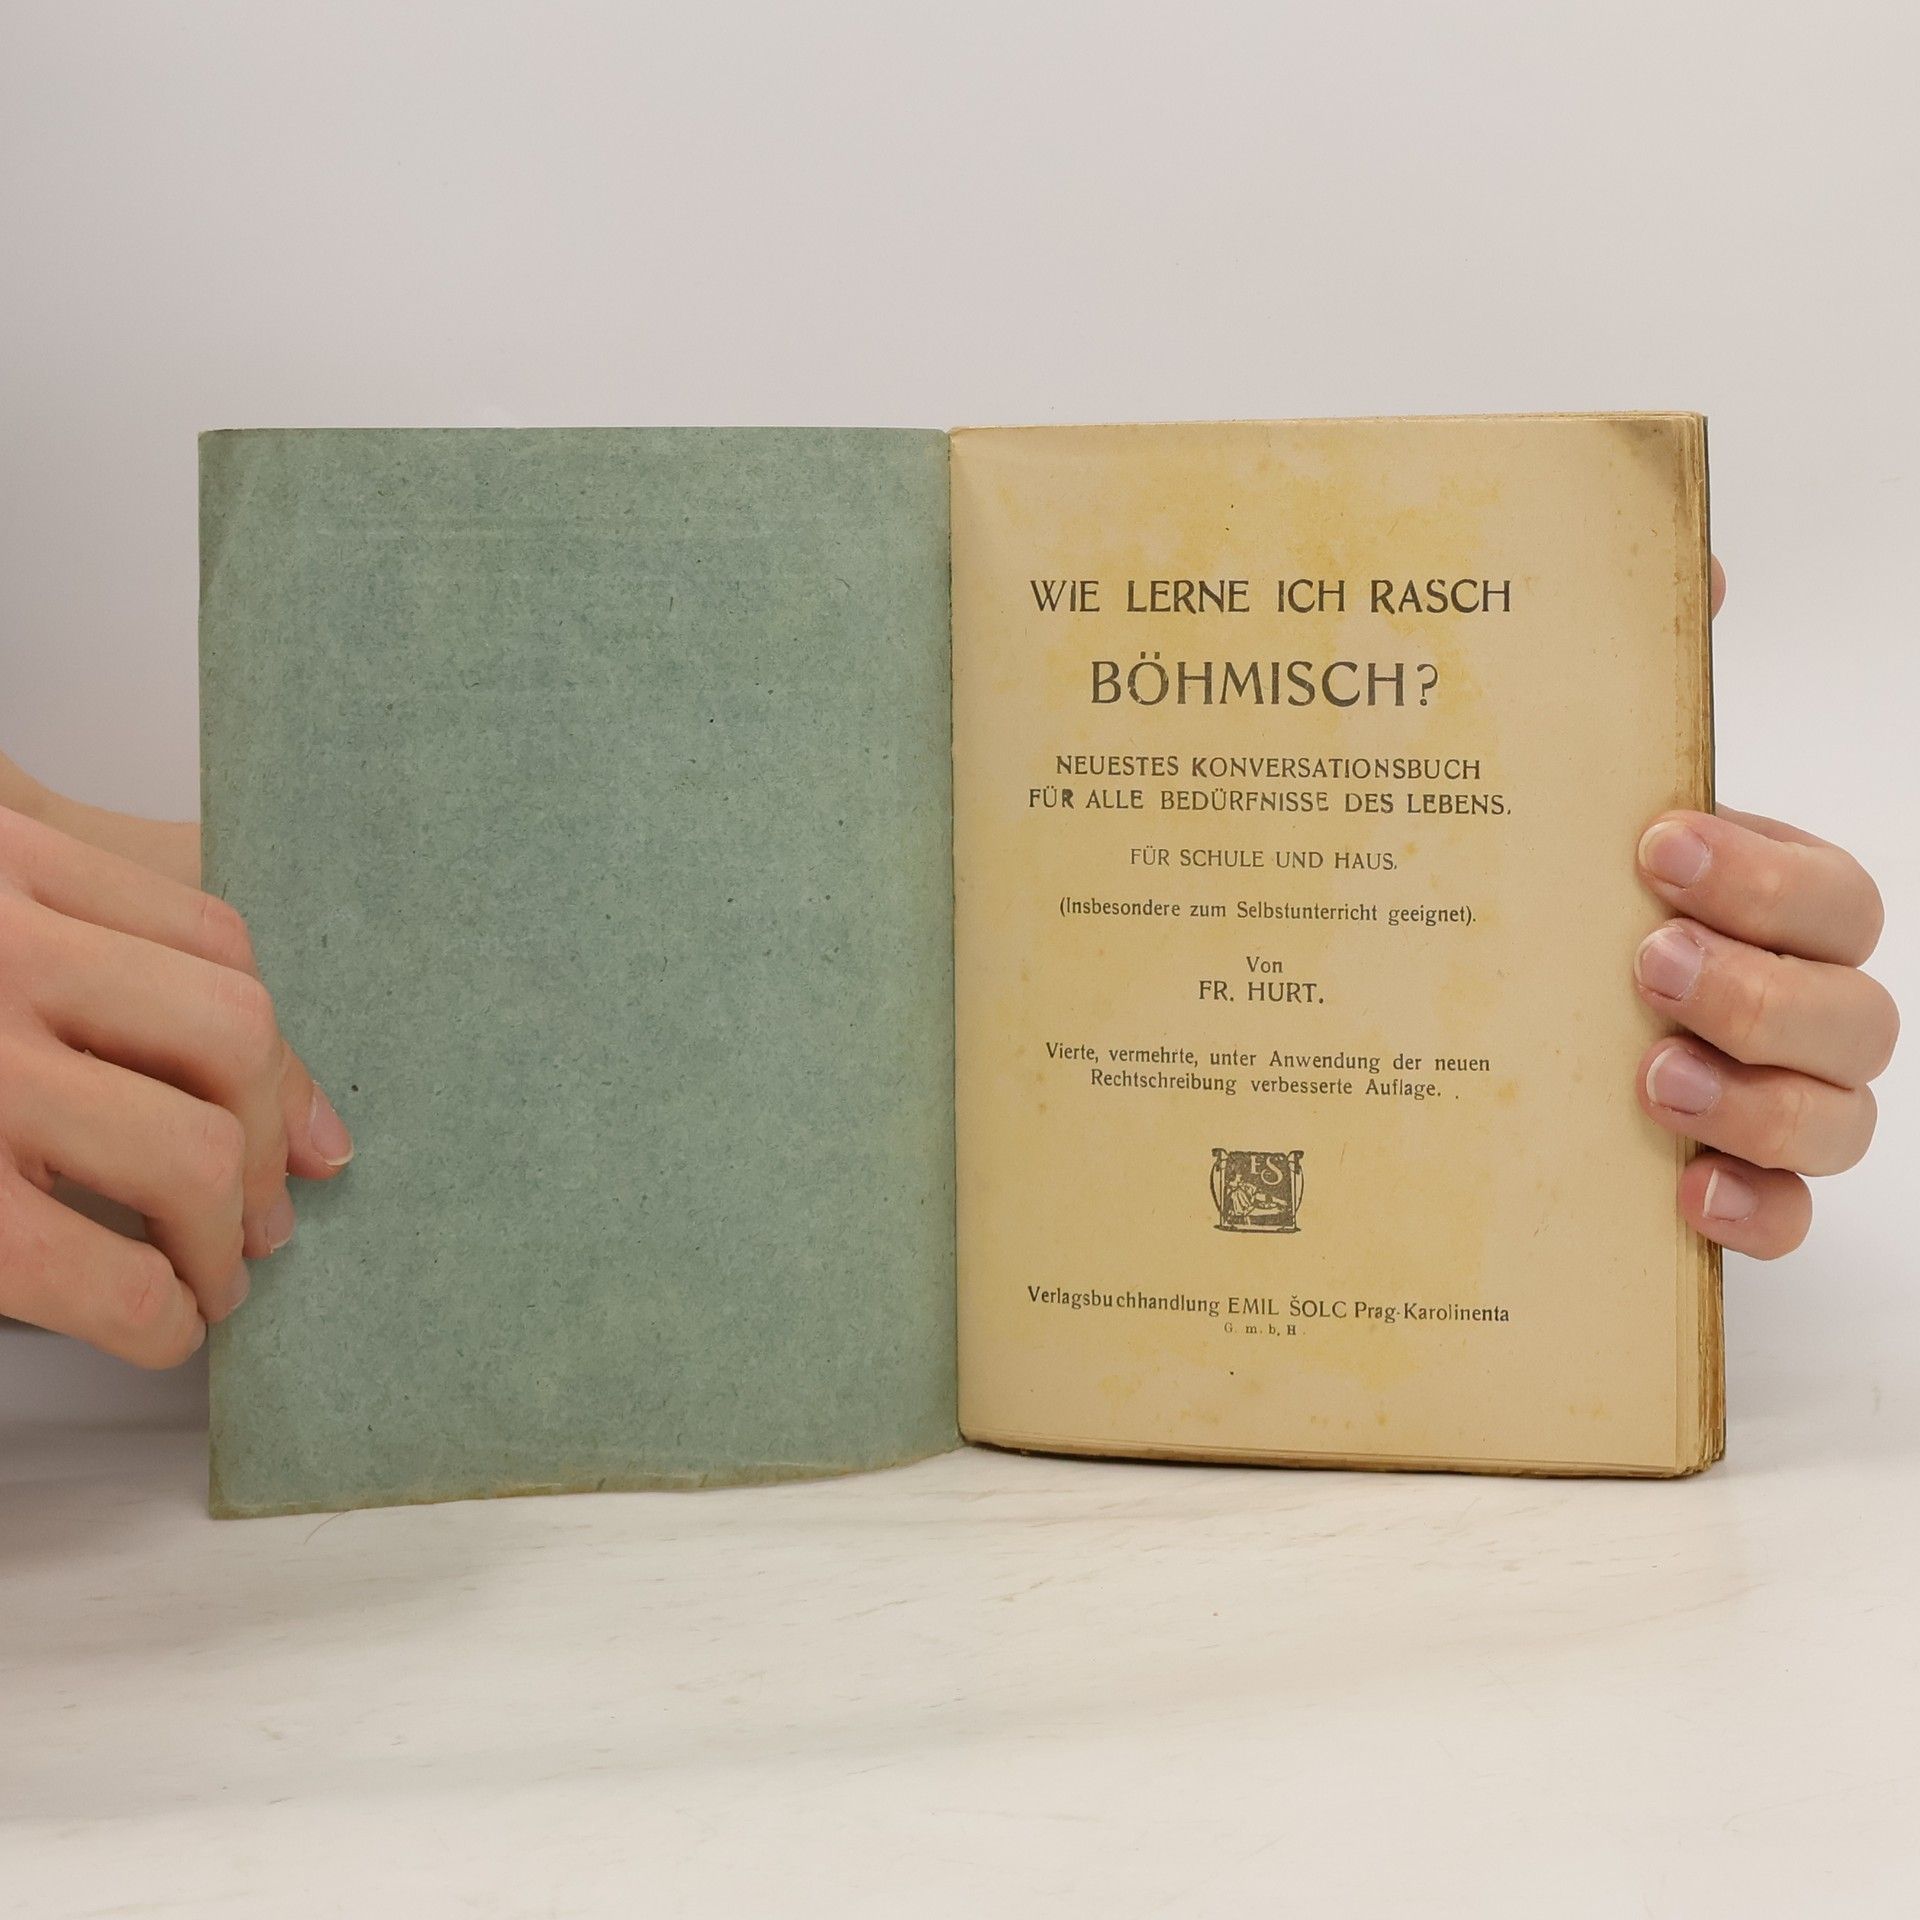 WIE LERNE ICH RASCH
BÖHMISCH?
NEUESTES KONVERSATIONSBUCH
FÜR ALLE BEDÜRFNISSE DES LEBENS.
FÜR SCHULE UND HAUS.
(Insbesondere zum Selbstunterricht geeignet).
Von
FR. HURT.
Vierte, vermehrte, unter Anwendung der neuen
Rechtschreibung verbesserte Auflage.
ES
Verlagsbuchhandlung EMIL ŠOLC Prag-Karolinenta
G. m. b. H.